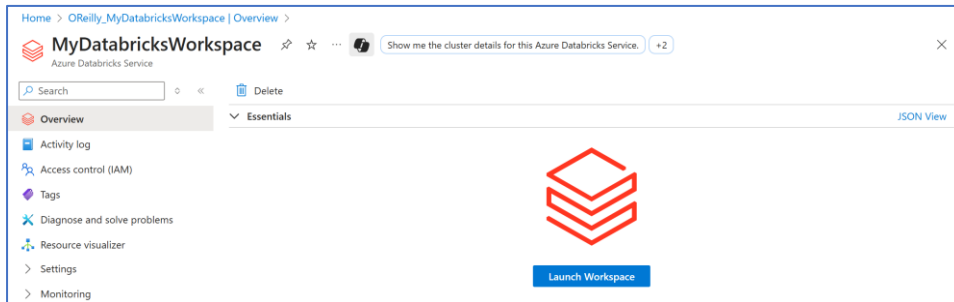 Home > OReilly_MyDatabricksWorkspace | Overview >
MyDatabricksWorkspace ... Show me the cluster details for this Azure Databricks Service. +2
Azure Databricks Service
Search
Delete
Overview
Essentials
JSON View
Activity log
Access control (IAM)
Tags
Diagnose and solve problems
Resource visualizer
Settings
Launch Workspace
Monitoring